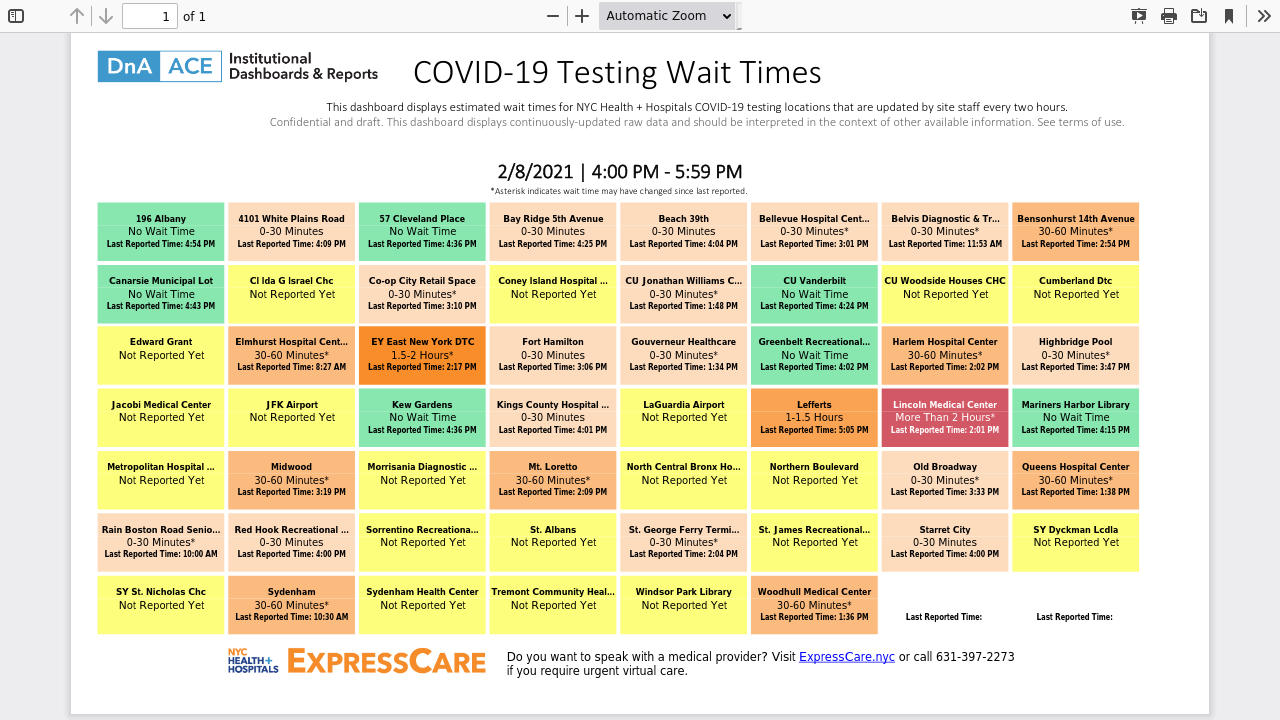 1 of 1 Automatic Zoom
DnA ACE Institutional Dashboards & Reports
COVID-19 Testing Wait Times
This dashboard displays estimated wait times for NYC Health + Hospitals COVID-19 testing locations that are updated by site staff every two hours.
Confidential and draft. This dashboard displays continuously-updated raw data and should be interpreted in the context of other available information. See terms of use.
2/8/2021 | 4:00 PM - 5:59 PM
*Asterisk indicates wait time may have changed since last reported.
196 Albany
No Wait Time
Last Reported Time: 4:54 PM
4101 White Plains Road
0-30 Minutes
Last Reported Time: 4:09 PM
57 Cleveland Place
No Wait Time
Last Reported Time: 4:36 PM
Bay Ridge 5th Avenue
0-30 Minutes
Last Reported Time: 4:25 PM
Beach 39th
0-30 Minutes
Last Reported Time: 4:04 PM
Bellevue Hospital Cent...
0-30 Minutes*
Last Reported Time: 3:01 PM
Belvis Diagnostic & Tr...
0-30 Minutes*
Last Reported Time: 11:53 AM
Bensonhurst 14th Avenue
30-60 Minutes*
Last Reported Time: 2:54 PM
Canarsie Municipal Lot
No Wait Time
Last Reported Time: 4:43 PM
Cl Ida G Israel Chc
Not Reported Yet
Co-op City Retail Space
0-30 Minutes*
Last Reported Time: 3:10 PM
Coney Island Hospital ...
Not Reported Yet
CU Jonathan Williams C...
0-30 Minutes*
Last Reported Time: 1:48 PM
CU Vanderbilt
No Wait Time
Last Reported Time: 4:24 PM
CU Woodside Houses CHC
Not Reported Yet
Cumberland Dtc
Not Reported Yet
Edward Grant
Not Reported Yet
Elmhurst Hospital Cent...
30-60 Minutes*
Last Reported Time: 8:27 AM
EY East New York DTC
1.5-2 Hours*
Last Reported Time: 2:17 PM
Fort Hamilton
0-30 Minutes
Last Reported Time: 3:06 PM
Gouverneur Healthcare
0-30 Minutes*
Last Reported Time: 1:34 PM
Greenbelt Recreational...
No Wait Time
Last Reported Time: 4:02 PM
Harlem Hospital Center
30-60 Minutes*
Last Reported Time: 2:02 PM
Highbridge Pool
0-30 Minutes*
Last Reported Time: 3:47 PM
Jacobi Medical Center
Not Reported Yet
JFK Airport
Not Reported Yet
Kew Gardens
No Wait Time
Last Reported Time: 4:36 PM
Kings County Hospital ...
0-30 Minutes
Last Reported Time: 4:01 PM
LaGuardia Airport
Not Reported Yet
Lefferts
1-1.5 Hours
Last Reported Time: 5:05 PM
Lincoln Medical Center
More Than 2 Hours*
Last Reported Time: 2:01 PM
Mariners Harbor Library
No Wait Time
Last Reported Time: 4:15 PM
Metropolitan Hospital ...
Not Reported Yet
Midwood
30-60 Minutes*
Last Reported Time: 3:19 PM
Morrisania Diagnostic ...
Not Reported Yet
Mt. Loretto
30-60 Minutes*
Last Reported Time: 2:09 PM
North Central Bronx Ho...
Not Reported Yet
Northern Boulevard
Not Reported Yet
Old Broadway
0-30 Minutes*
Last Reported Time: 3:33 PM
Queens Hospital Center
30-60 Minutes*
Last Reported Time: 1:38 PM
Rain Boston Road Senio...
0-30 Minutes*
Last Reported Time: 10:00 AM
Red Hook Recreational ...
0-30 Minutes
Last Reported Time: 4:00 PM
Sorrentino Recreationa...
Not Reported Yet
St. Albans
Not Reported Yet
St. George Ferry Termi...
0-30 Minutes*
Last Reported Time: 2:04 PM
St. James Recreational...
Not Reported Yet
Starret City
0-30 Minutes
Last Reported Time: 4:00 PM
SY Dyckman Lcdla
Not Reported Yet
SY St. Nicholas Chc
Not Reported Yet
Sydenham
30-60 Minutes*
Last Reported Time: 10:30 AM
Sydenham Health Center
Not Reported Yet
Tremont Community Heal...
Not Reported Yet
Windsor Park Library
Not Reported Yet
Woodhull Medical Center
30-60 Minutes*
Last Reported Time: 1:36 PM
Last Reported Time:
Last Reported Time:
NYC
HEALTH+
HOSPITALS
EXPRESSCARE
Do you want to speak with a medical provider? Visit ExpressCare.nyc or call 631-397-2273
if you require urgent virtual care.